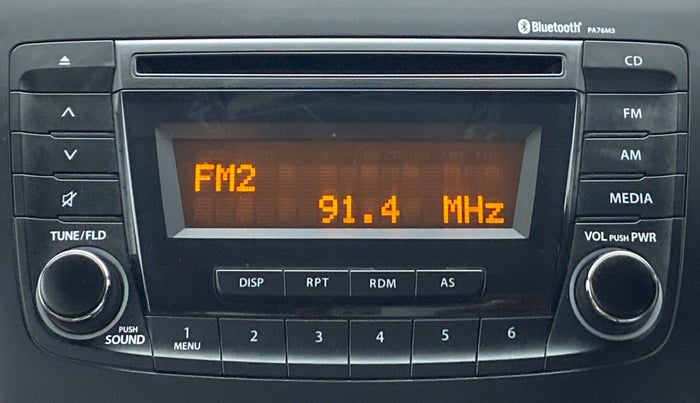 Bluetooth® PA76M3
CD
FM
AM
MEDIA
FM2
91.4 MHz
TUNE/FLD
VOL PUSH PWR
DISP RPT RDM AS
PUSH
SOUND
1 2 3 4 5 6
MENU